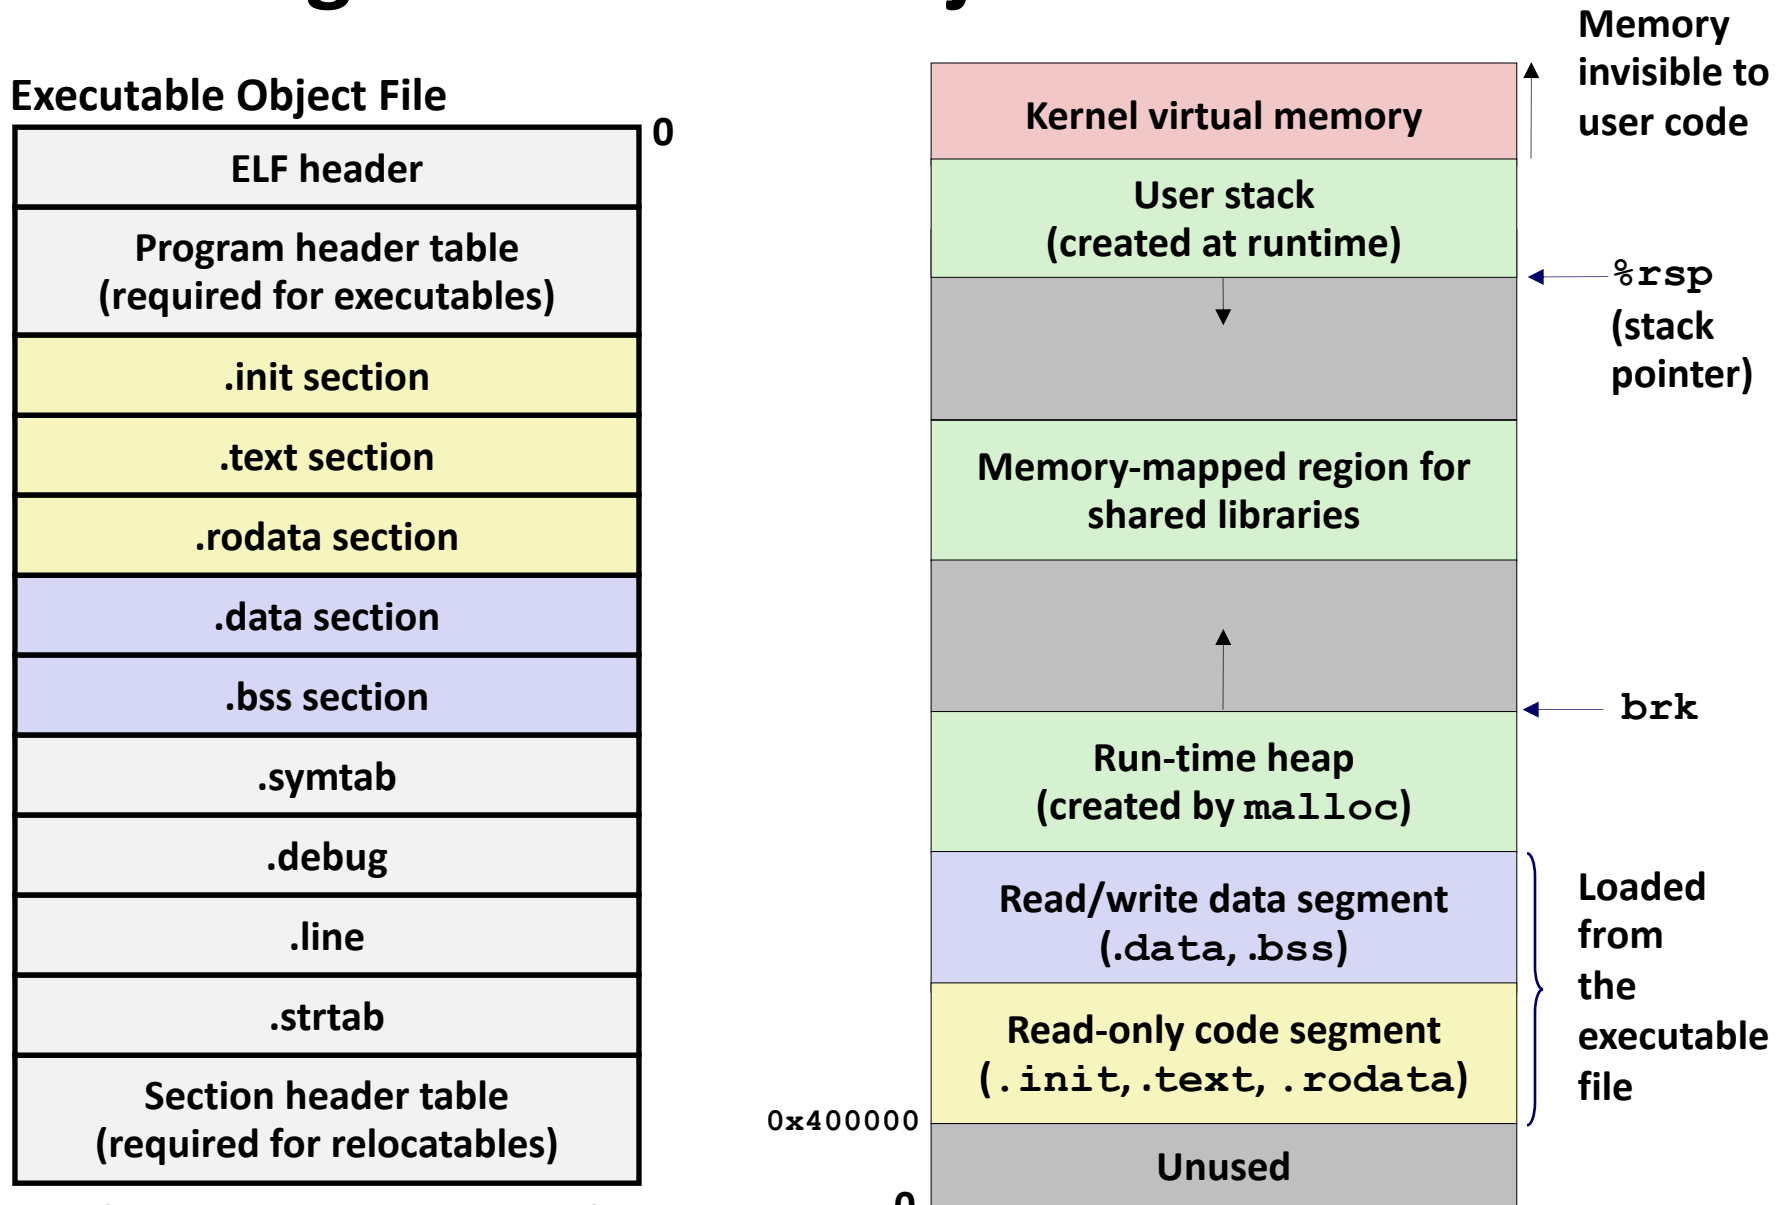 Executable Object File
0
ELF header
Program header table
(required for executables)
.init section
.text section
.rodata section
.data section
.bss section
.symtab
.debug
.line
.strtab
Section header table
(required for relocatables)
Memory
invisible to
user code
Kernel virtual memory
User stack
(created at runtime)
%rsp
(stack
pointer)
Memory-mapped region for
shared libraries
brk
Run-time heap
(created by malloc)
Read/write data segment
(.data, .bss)
Read-only code segment
(.init, .text, .rodata)
Loaded
from
the
executable
file
0x400000
Unused
0